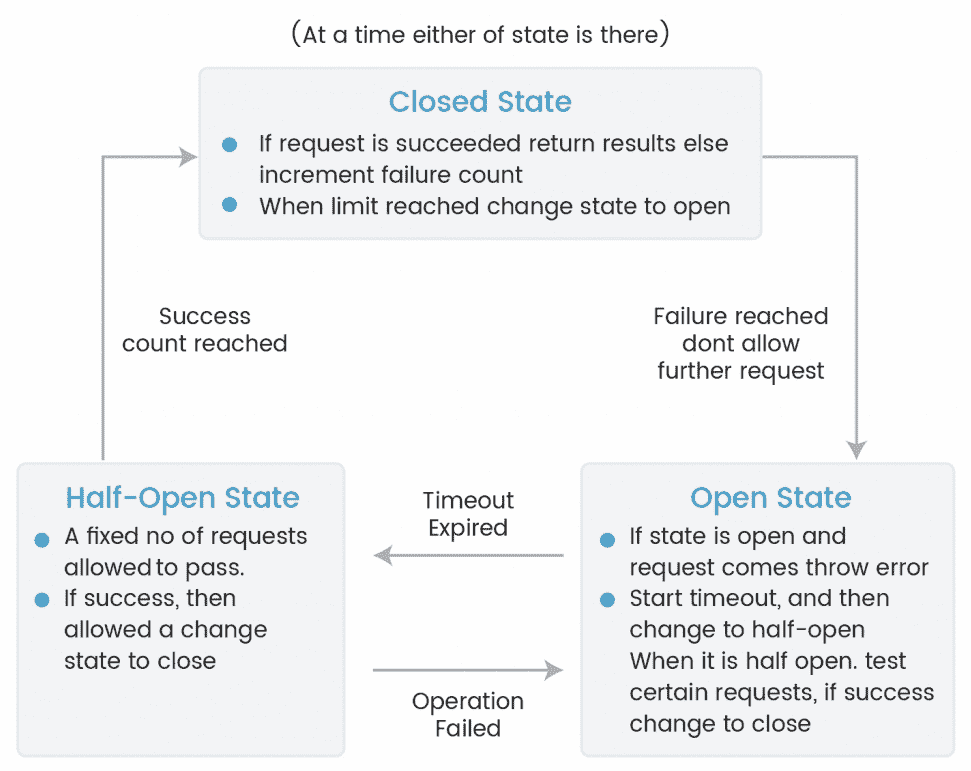 (At a time either of state is there)
Closed State
If request is succeeded return results else
increment failure count
When limit reached change state to open
Success
count reached
Failure reached
dont allow
further request
Half-Open State
A fixed no of requests
allowed to pass.
If success, then
allowed a change
state to close
Timeout
Expired
Operation
Failed
Open State
If state is open and
request comes throw error
Start timeout, and then
change to half-open
When it is half open. test
certain requests, if success
change to close